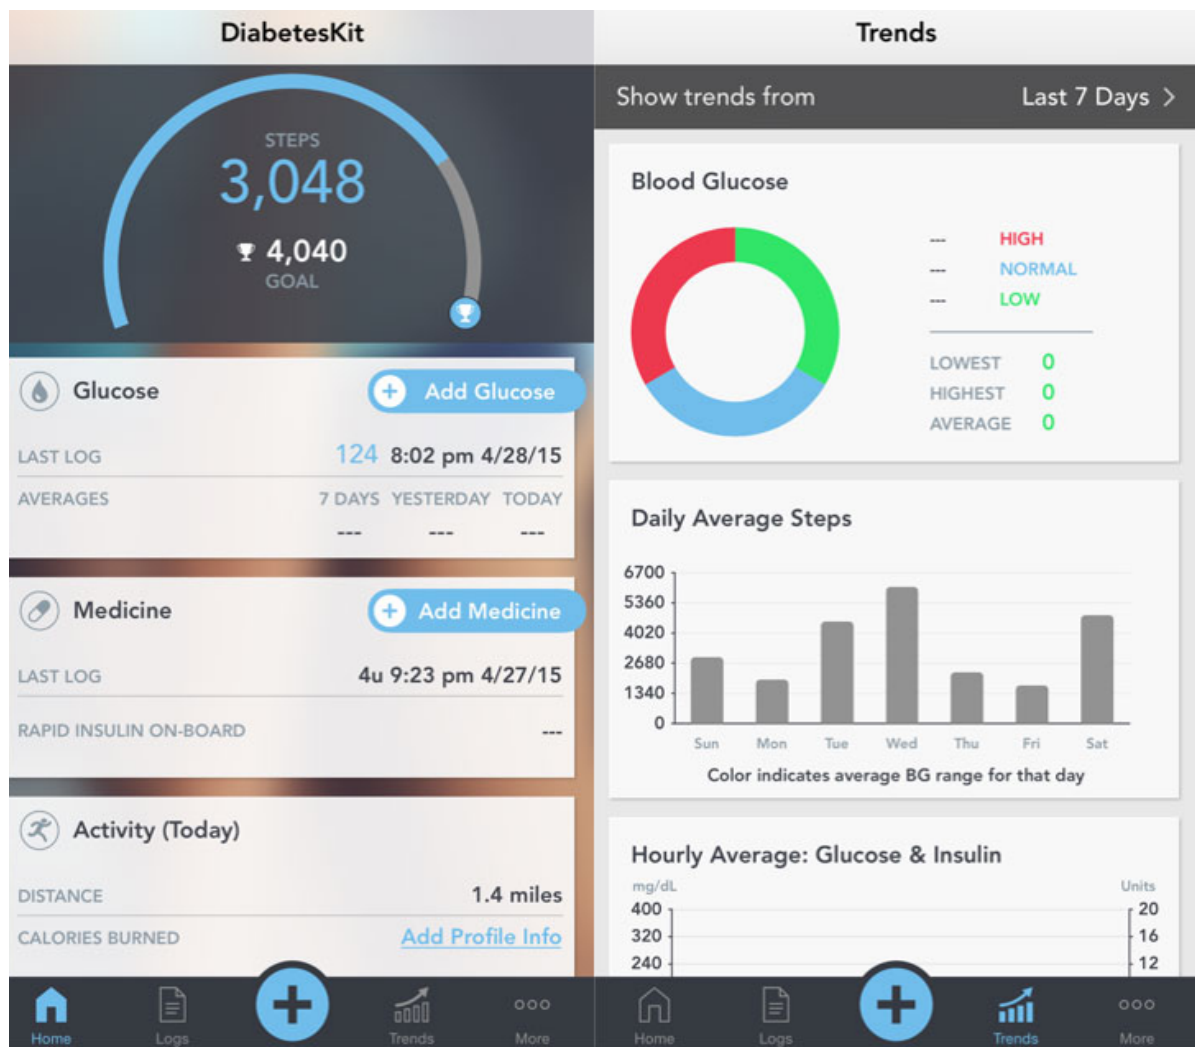 DiabetesKit
STEPS
3,048
4,040
GOAL
Glucose
Add Glucose
LAST LOG 124 8:02 pm 4/28/15
AVERAGES 7 DAYS YESTERDAY TODAY
--- --- ---
Medicine
Add Medicine
LAST LOG 4u 9:23 pm 4/27/15
RAPID INSULIN ON-BOARD ---
Activity (Today)
DISTANCE 1.4 miles
CALORIES BURNED Add Profile Info
Home Logs Trends More
Trends
Show trends from Last 7 Days >
Blood Glucose
--- HIGH
--- NORMAL
--- LOW
LOWEST 0
HIGHEST 0
AVERAGE 0
Daily Average Steps
6700
5360
4020
2680
1340
0
Sun Mon Tue Wed Thu Fri Sat
Color indicates average BG range for that day
Hourly Average: Glucose & Insulin
mg/dL Units
400 20
320 16
240 12
Home Logs Trends More